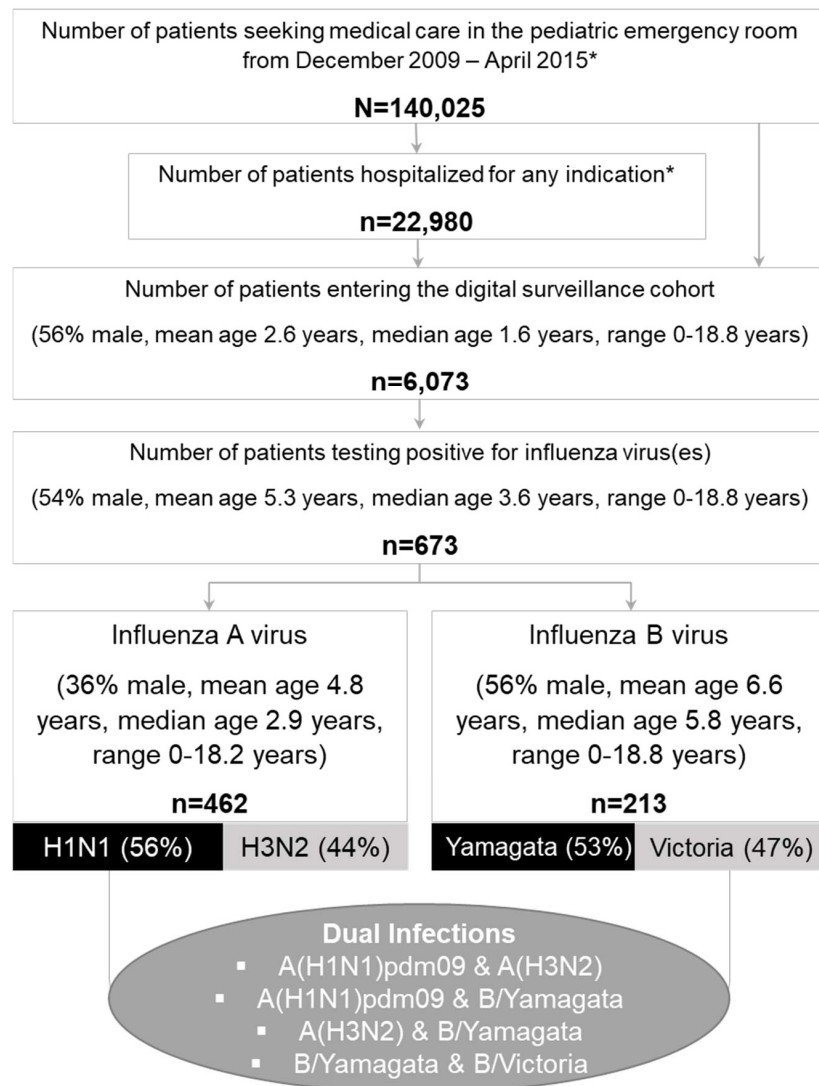 Number of patients seeking medical care in the pediatric emergency room
from December 2009 – April 2015*
N=140,025
Number of patients hospitalized for any indication*
n=22,980
Number of patients entering the digital surveillance cohort
(56% male, mean age 2.6 years, median age 1.6 years, range 0-18.8 years)
n=6,073
Number of patients testing positive for influenza virus(es)
(54% male, mean age 5.3 years, median age 3.6 years, range 0-18.8 years)
n=673
Influenza A virus
(36% male, mean age 4.8
years, median age 2.9 years,
range 0-18.2 years)
n=462
H1N1 (56%) H3N2 (44%)
Influenza B virus
(56% male, mean age 6.6
years, median age 5.8 years,
range 0-18.8 years)
n=213
Yamagata (53%) Victoria (47%)
Dual Infections
▪ A(H1N1)pdm09 & A(H3N2)
▪ A(H1N1)pdm09 & B/Yamagata
▪ A(H3N2) & B/Yamagata
▪ B/Yamagata & B/Victoria